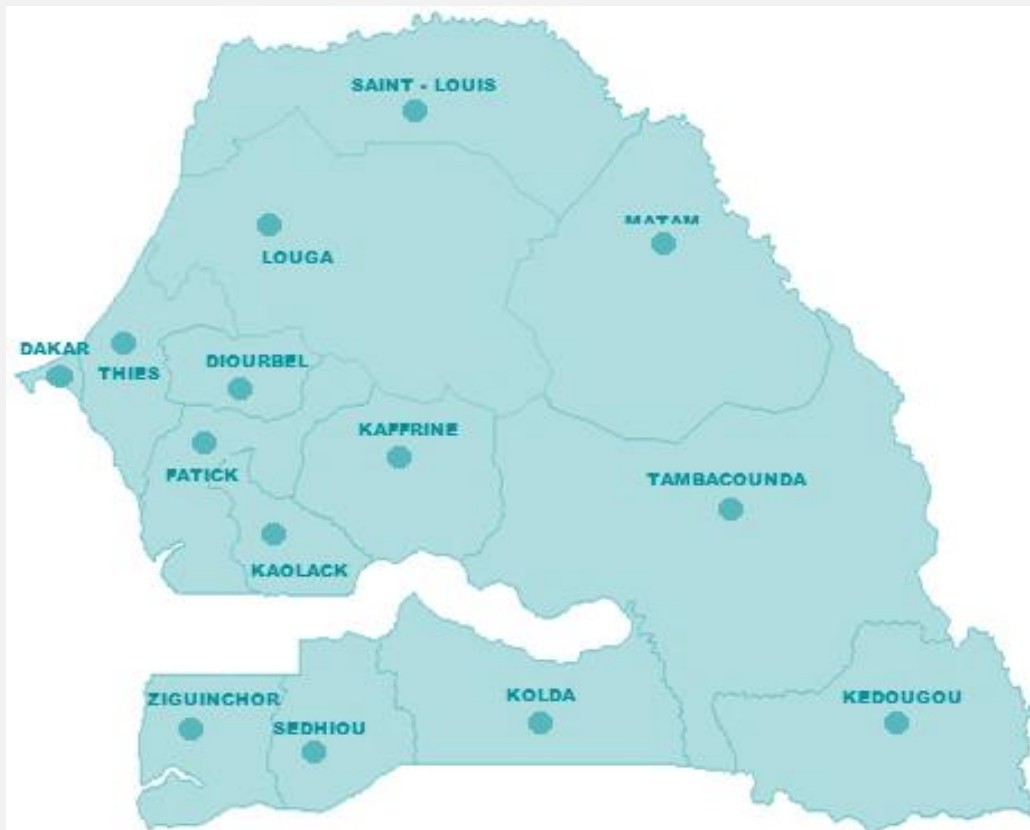 SAINT - LOUIS
MATAM
LOUGA
DAKAR
THIES
DIOURBEL
KAFFRINE
FATICK
TAMBACOUNDA
KAOLACK
ZIGUINCHOR
SEDHIOU
KOLDA
KEDOUGOU